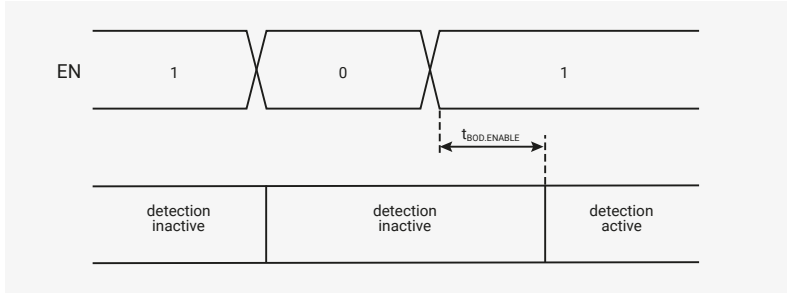 EN
1
0
1
tBOD.ENABLE
detection
inactive
detection
inactive
detection
active